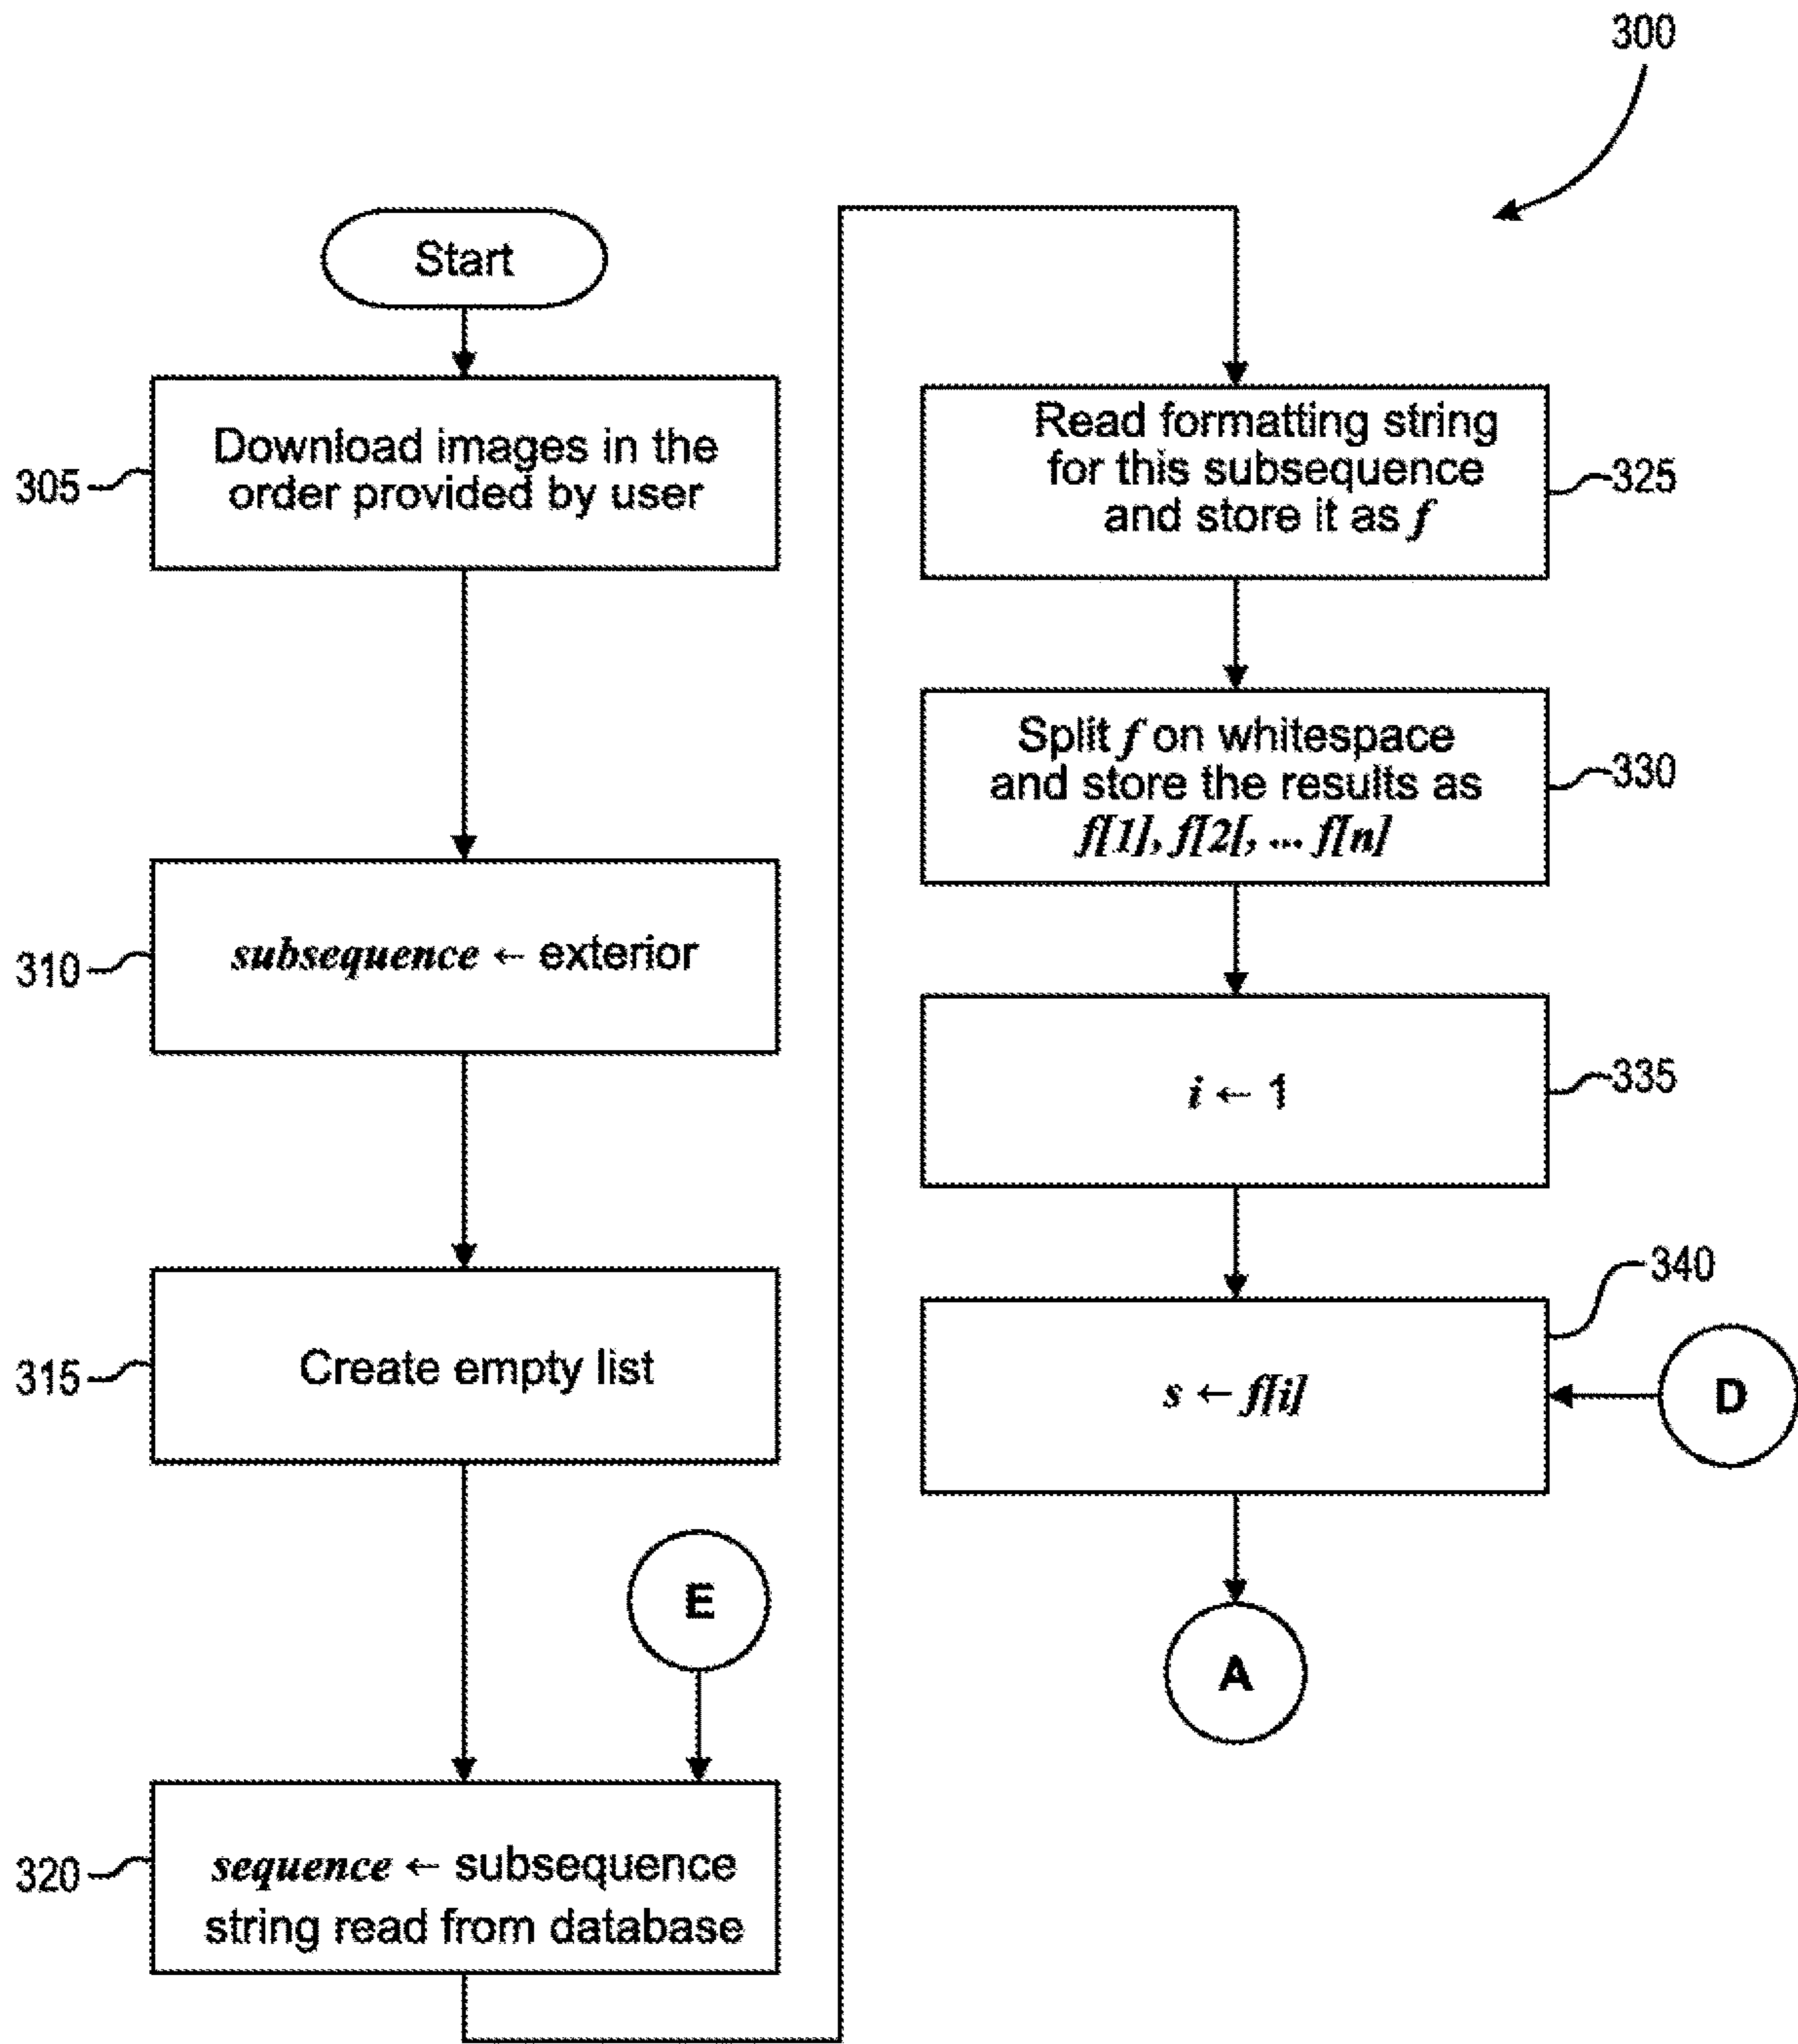 300
Start
305
Download images in the
order provided by user
310
subsequence ← exterior
315
Create empty list
E
320
sequence ← subsequence
string read from database
Read formatting string
for this subsequence
and store it as f
325
Split f on whitespace
and store the results as
f[1], f[2[, ... f[n]
330
i ← 1
335
340
s ← f[i]
D
A